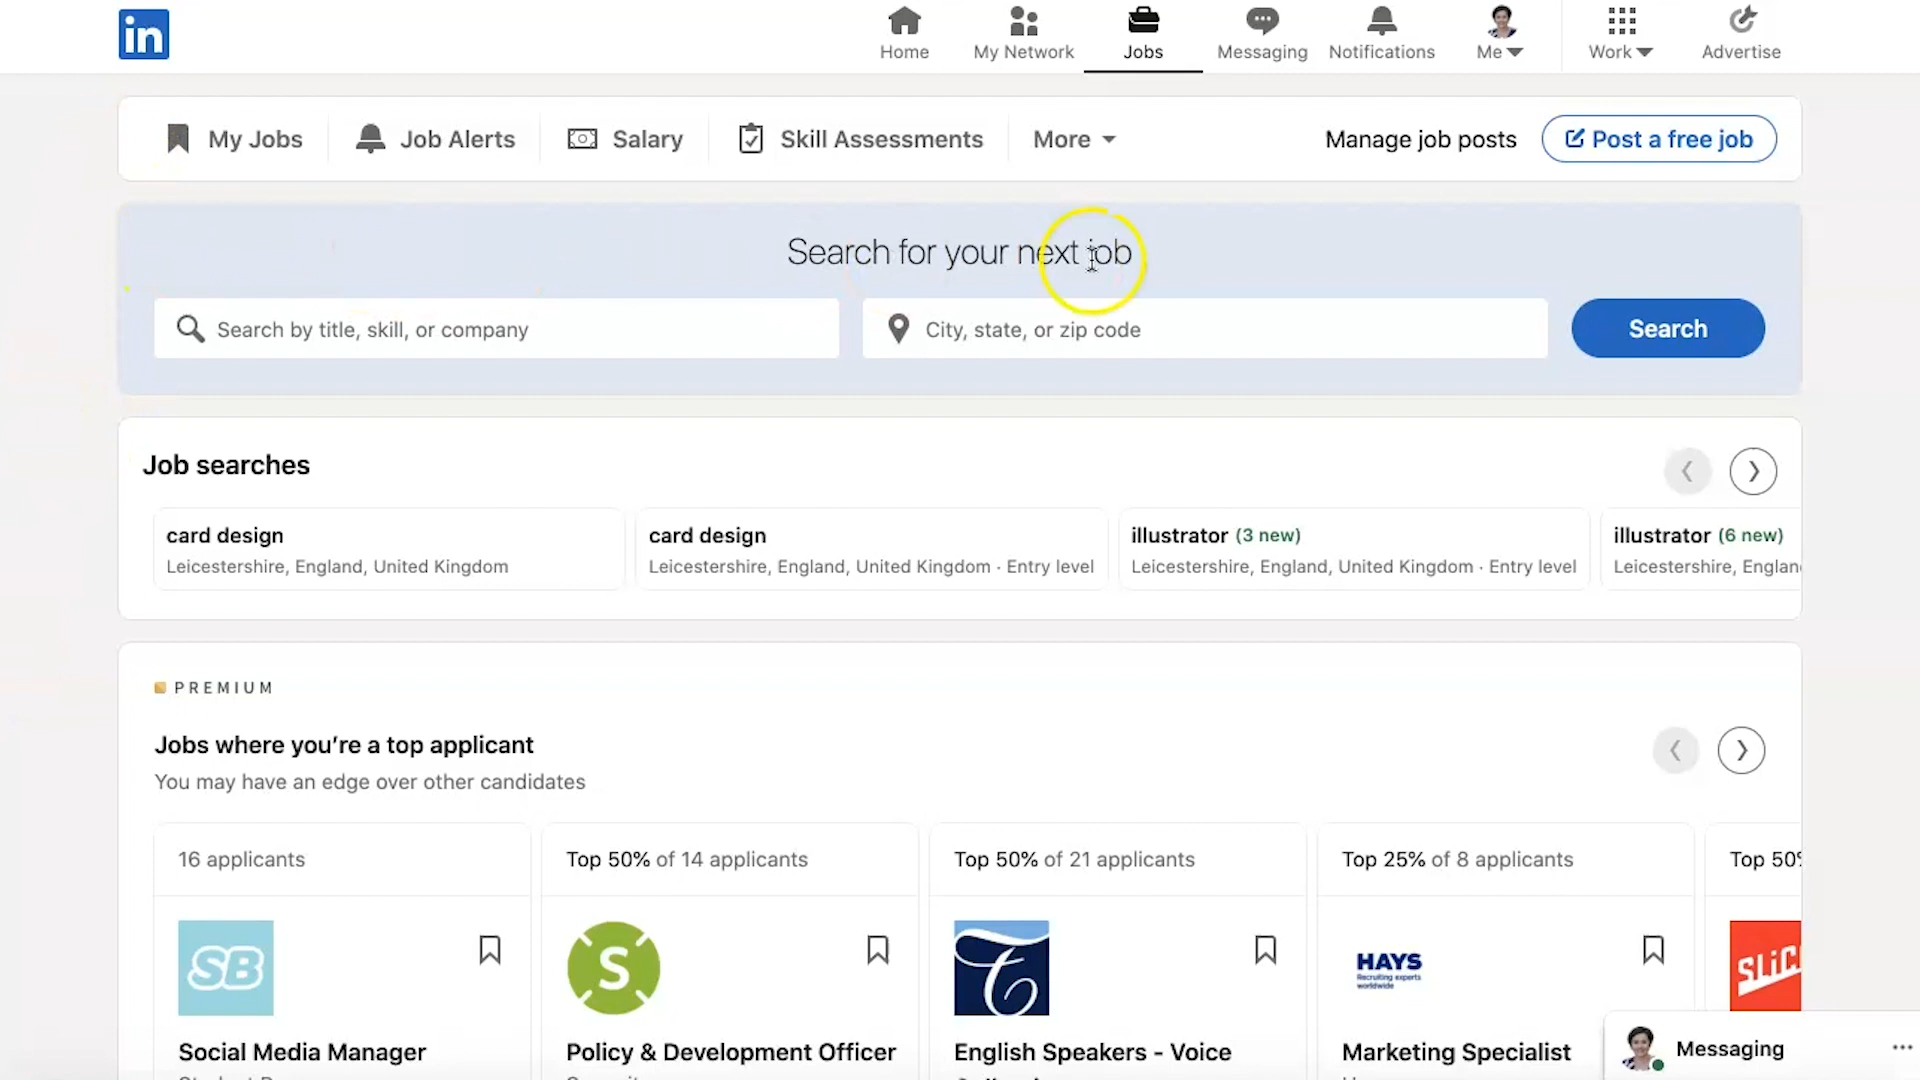 in
Home My Network Jobs Messaging Notifications Me Work Advertise
My Jobs Job Alerts Salary Skill Assessments More Manage job posts Post a free job
Search for your next job
Search by title, skill, or company City, state, or zip code Search
Job searches
card design card design illustrator (3 new) illustrator (6 new)
Leicestershire, England, United Kingdom Leicestershire, England, United Kingdom · Entry level Leicestershire, England, United Kingdom · Entry level Leicestershire,
PREMIUM
Jobs where you’re a top applicant
You may have an edge over other candidates
16 applicants Top 50% of 14 applicants Top 50% of 21 applicants Top 25% of 8 applicants Top
SB S HAYS
Recruiting experts
worldwide
Social Media Manager Policy & Development Officer English Speakers - Voice Marketing Specialist Messaging